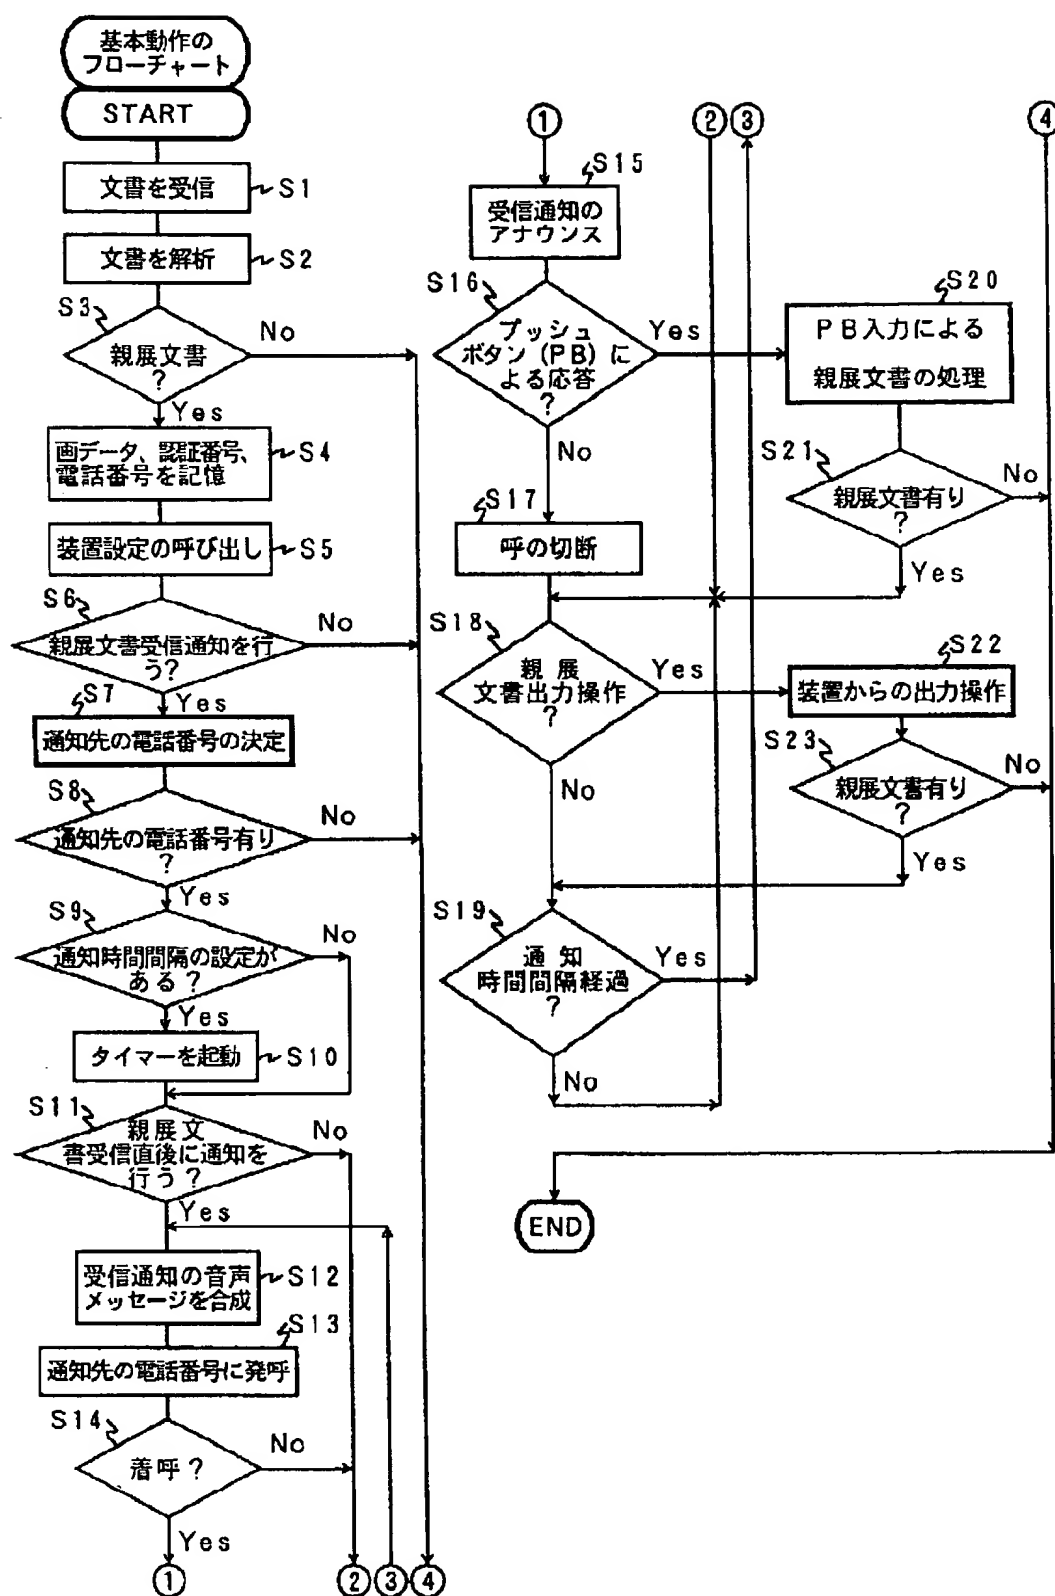 基本動作の
フローチャート
START
文書を受信
S1
文書を解析
S2
S3
親展文書
?
No
Yes
画データ、認証番号、
電話番号を記憶
S4
装置設定の呼び出し
S5
S6
親展文書受信通知を行
う?
No
Yes
S7
通知先の電話番号の決定
S8
通知先の電話番号有り
?
No
Yes
S9
通知時間間隔の設定が
ある?
No
Yes
タイマーを起動
S10
S11
親展文
書受信直後に通知を
行う?
No
Yes
受信通知の音声
メッセージを合成
S12
S13
通知先の電話番号に発呼
S14
着呼?
No
Yes
①
②
③
④
①
②
③
④
S15
受信通知の
アナウンス
S16
プッシュ
ボタン(PB)に
よる応答
?
Yes
No
S17
呼の切断
S18
親展
文書出力操作
?
Yes
No
S19
通知
時間間隔経過
?
Yes
No
S20
PB入力による
親展文書の処理
S21
親展文書有り
?
No
Yes
S22
装置からの出力操作
S23
親展文書有り
?
No
Yes
END